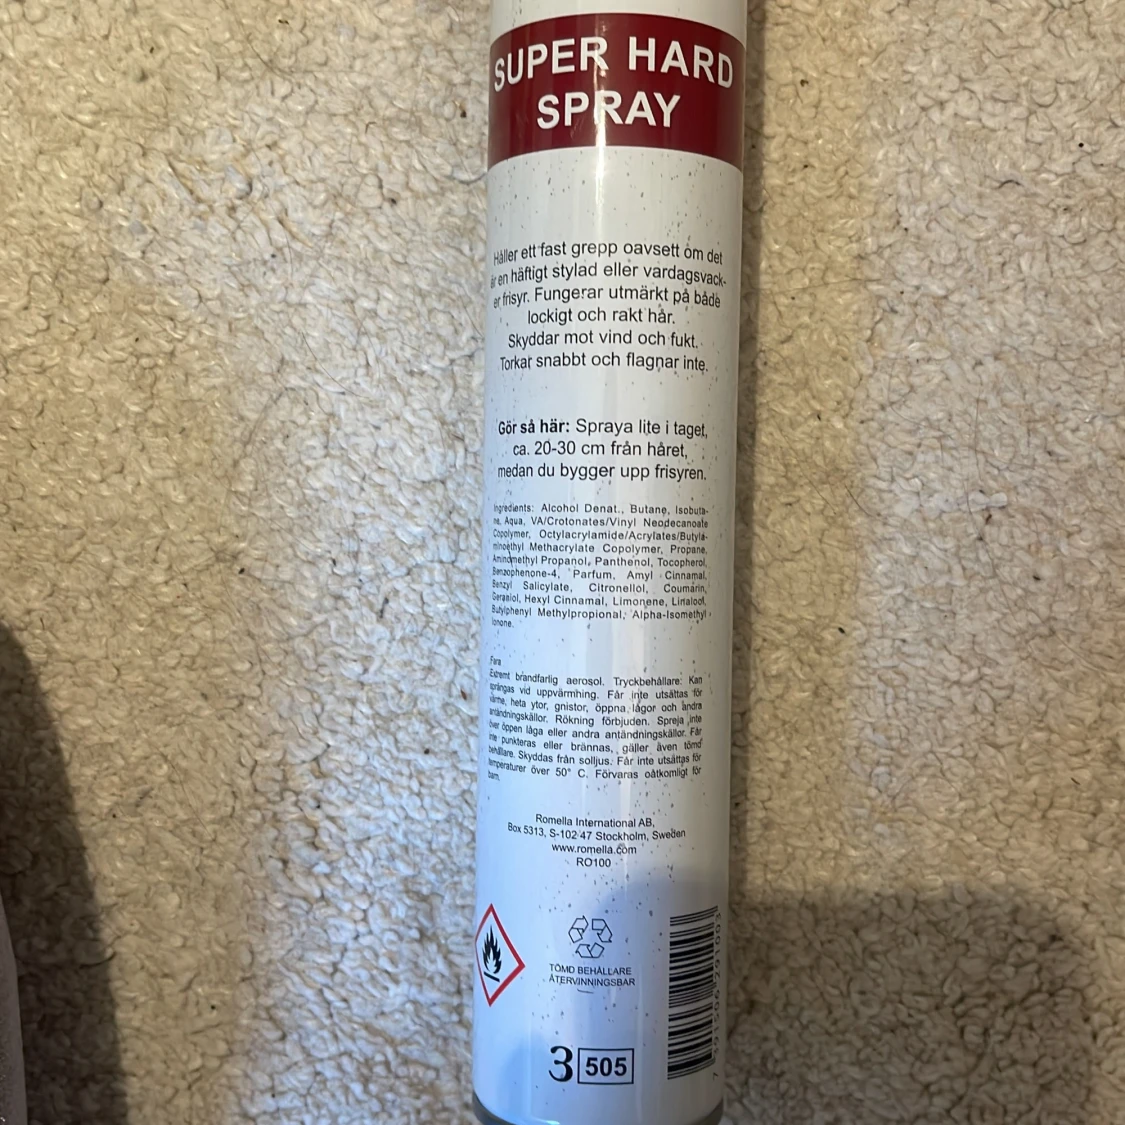 SUPER HARD
SPRAY
Håller ett fast grepp oavsett om det
är en häftigt stylad eller vardagsvack-
er frisyr. Fungerar utmärkt på både
lockigt och rakt hår.
Skyddar mot vind och fukt.
Torkar snabbt och flagnar inte.
Gör så här: Spraya lite i taget,
ca. 20-30 cm från håret,
medan du bygger upp frisyren.
Ingredients: Alcohol Denat., Butane, Isobuta-
ne, Aqua, VA/Crotonates/Vinyl Neodecanoate
Copolymer, Octylacrylamide/Acrylates/Butyla-
minoethyl Methacrylate Copolymer, Propane,
Aminomethyl Propanol, Panthenol, Tocopherol,
Benzophenone-4, Parfum, Amyl Cinnamal,
Benzyl Salicylate, Citronellol, Coumarin,
Geraniol, Hexyl Cinnamal, Limonene, Linalool,
Butylphenyl Methylpropional, Alpha-Isomethyl
Ionone.
Fara
Extremt brandfarlig aerosol. Tryckbehållare: Kan
sprängas vid uppvärmning. Får inte utsättas för
värme, heta ytor, gnistor, öppna lågor och andra
antändningskällor. Rökning förbjuden. Spreja inte
över öppen låga eller andra antändningskällor. Får
inte punkteras eller brännas, gäller även tömd
behållare. Skyddas från solljus. Får inte utsättas för
temperaturer över 50° C. Förvaras oåtkomligt för
barn.
Romella International AB,
Box 5313, S-102 47 Stockholm, Sweden
www.romella.com
RO100
TÖMD BEHÅLLARE
ÅTERVINNINGSBAR
3 505